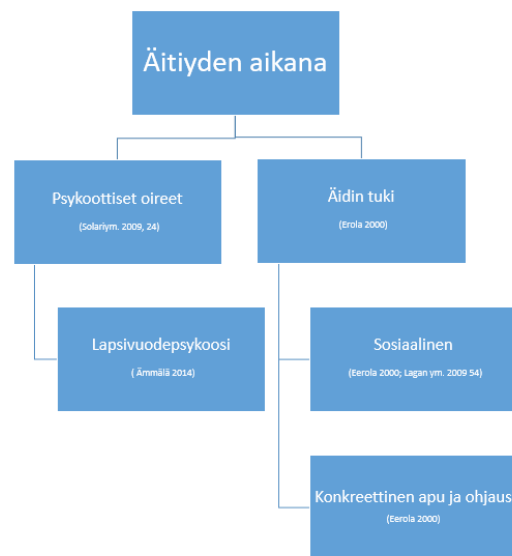 Äitiyden aikana
Psykoottiset oireet
(Solariym. 2009, 24)
Äidin tuki
(Erola 2000)
Lapsivuodepsykoosi
( Ämmälä 2014)
Sosiaalinen
(Eerola 2000; Lagan ym. 2009 54)
Konkreettinen apu ja ohjaus
(Eerola 2000)